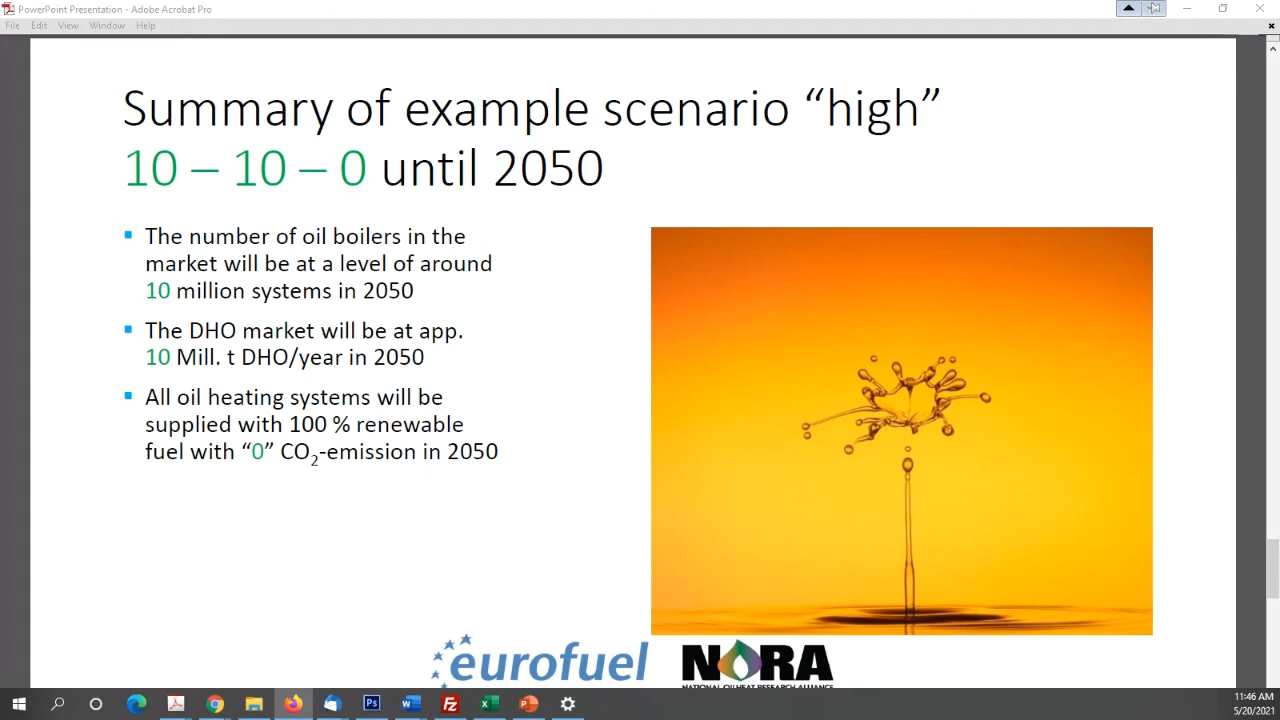 PowerPoint Presentation - Adobe Acrobat Pro
File Edit View Window Help
Summary of example scenario “high”
10 – 10 – 0 until 2050
▪ The number of oil boilers in the
market will be at a level of around
10 million systems in 2050
▪ The DHO market will be at app.
10 Mill. t DHO/year in 2050
▪ All oil heating systems will be
supplied with 100 % renewable
fuel with “0” CO₂-emission in 2050
eurofuel
NORA
NATIONAL OILHEAT RESEARCH ALLIANCE
11:46 AM
5/20/2021